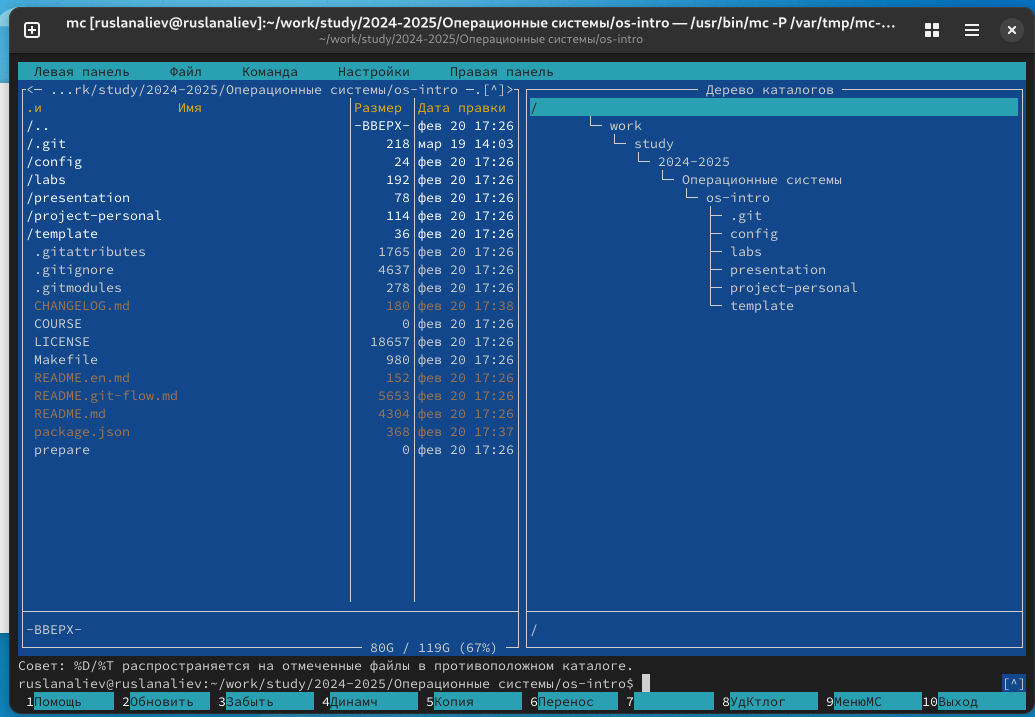 mc [ruslanaliev@ruslanaliev]:~/work/study/2024-2025/Операционные системы/os-intro — /usr/bin/mc -P /var/tmp/mc-...
~/work/study/2024-2025/Операционные системы/os-intro
Левая панель Файл Команда Настройки Правая панель
<— ...rk/study/2024-2025/Операционные системы/os-intro —.[^]> Дерево каталогов
.и Имя Размер Дата правки /
/.. -ВВЕРХ- фев 20 17:26 work
/.git 218 мар 19 14:03 study
/config 24 фев 20 17:26 2024-2025
/labs 192 фев 20 17:26 Операционные системы
/presentation 78 фев 20 17:26 os-intro
/project-personal 114 фев 20 17:26 .git
/template 36 фев 20 17:26 config
.gitattributes 1765 фев 20 17:26 labs
.gitignore 4637 фев 20 17:26 presentation
.gitmodules 278 фев 20 17:26 project-personal
CHANGELOG.md 180 фев 20 17:38 template
COURSE 0 фев 20 17:26
LICENSE 18657 фев 20 17:26
Makefile 980 фев 20 17:26
README.en.md 152 фев 20 17:26
README.git-flow.md 5653 фев 20 17:26
README.md 4304 фев 20 17:26
package.json 368 фев 20 17:37
prepare 0 фев 20 17:26
-ВВЕРХ- /
80G / 119G (67%)
Совет: %D/%T распространяется на отмеченные файлы в противоположном каталоге.
ruslanaliev@ruslanaliev:~/work/study/2024-2025/Операционные системы/os-intro$ [^]
1Помощь 2Обновить 3Забыть 4Динамч 5Копия 6Перенос 7 8УдКтлог 9МенюМС 10Выход